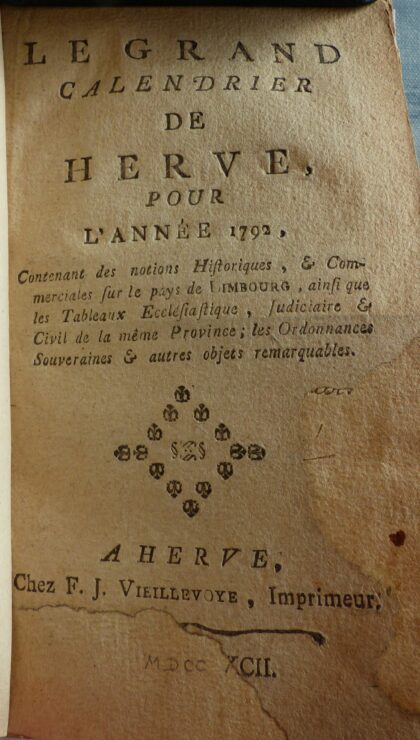 LE GRAND
CALENDRIER
DE
HERVE,
POUR
L'ANNÉE 1792,
Contenant des notions Hiſtoriques, & Com-
merciales ſur le pays de LIMBOURG, ainſi que
les Tableaux Eccléſiaſtique, Judiciaire &
Civil de la même Province; les Ordonnances
Souveraines & autres objets remarquables.
A HERVE,
Chez F. J. VIEILLEVOYE, Imprimeur.
MDCC XCII.